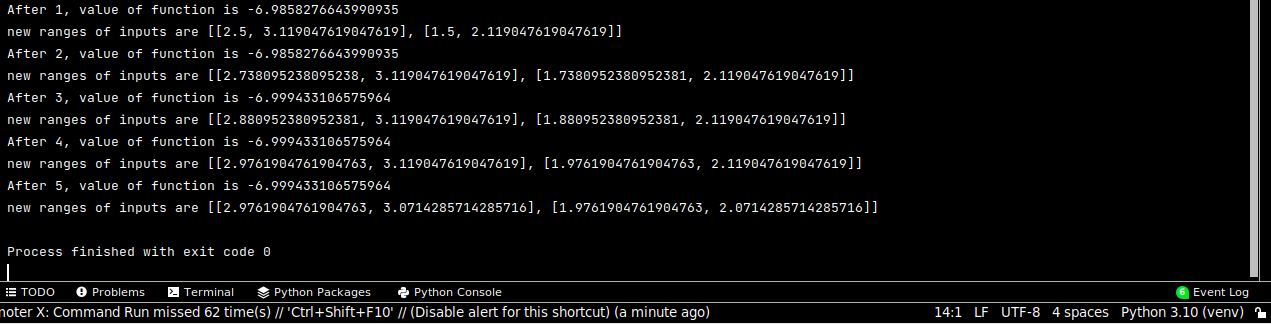 After 1, value of function is -6.9858276643990935
new ranges of inputs are [[2.5, 3.119047619047619], [1.5, 2.119047619047619]]
After 2, value of function is -6.9858276643990935
new ranges of inputs are [[2.738095238095238, 3.119047619047619], [1.7380952380952381, 2.119047619047619]]
After 3, value of function is -6.999433106575964
new ranges of inputs are [[2.880952380952381, 3.119047619047619], [1.880952380952381, 2.119047619047619]]
After 4, value of function is -6.999433106575964
new ranges of inputs are [[2.9761904761904763, 3.119047619047619], [1.9761904761904763, 2.119047619047619]]
After 5, value of function is -6.999433106575964
new ranges of inputs are [[2.9761904761904763, 3.0714285714285716], [1.9761904761904763, 2.0714285714285716]]
Process finished with exit code 0
TODO Problems Terminal Python Packages Python Console 6 Event Log
moter X: Command Run missed 62 time(s) // 'Ctrl+Shift+F10' // (Disable alert for this shortcut) (a minute ago) 14:1 LF UTF-8 4 spaces Python 3.10 (venv)